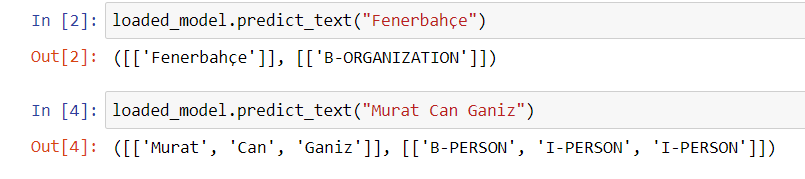 In [2]: loaded_model.predict_text("Fenerbahçe")
Out[2]: ([['Fenerbahçe']], [['B-ORGANIZATION']])
In [4]: loaded_model.predict_text("Murat Can Ganiz")
Out[4]: ([['Murat', 'Can', 'Ganiz']], [['B-PERSON', 'I-PERSON', 'I-PERSON']])